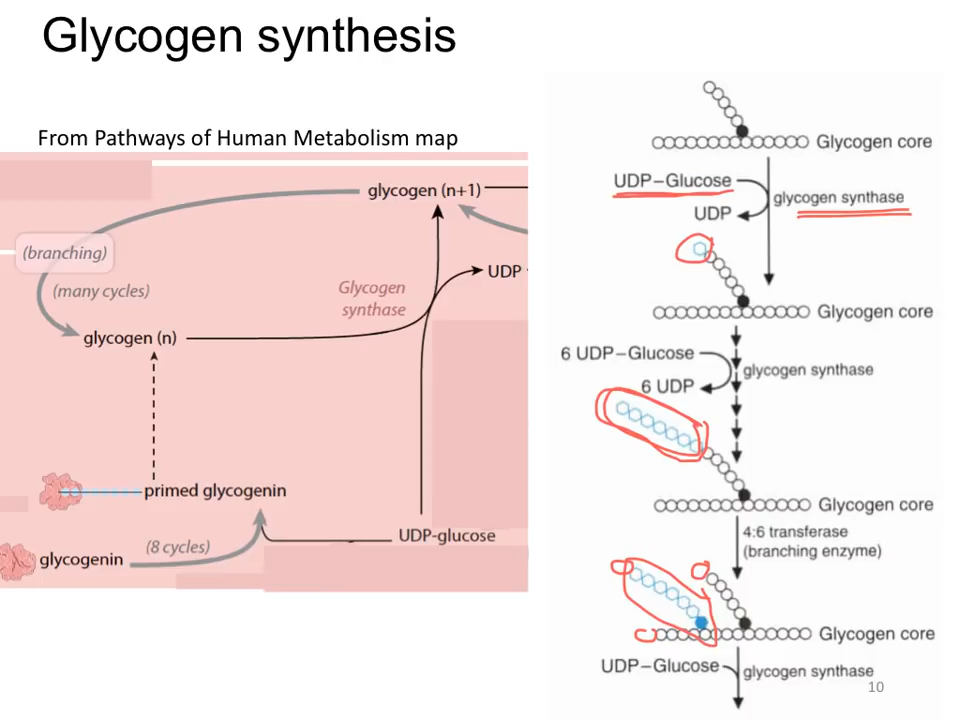 Glycogen synthesis
From Pathways of Human Metabolism map
glycogen (n+1)
(branching)
(many cycles)
UDP
Glycogen
synthase
glycogen (n)
primed glycogenin
UDP-glucose
(8 cycles)
glycogenin
Glycogen core
UDP–Glucose
glycogen synthase
UDP
Glycogen core
6 UDP–Glucose
glycogen synthase
6 UDP
Glycogen core
4:6 transferase
(branching enzyme)
Glycogen core
UDP–Glucose
glycogen synthase
10